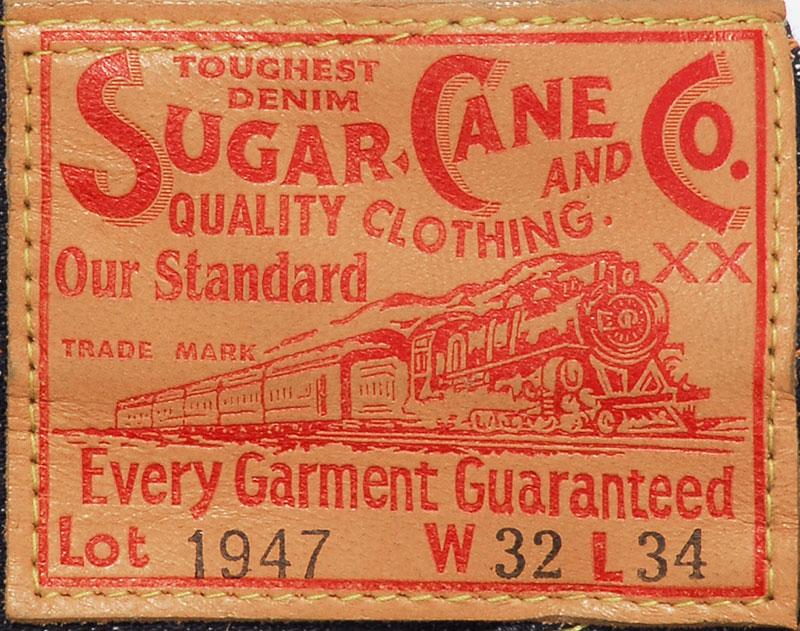 TOUGHEST
DENIM
SUGAR CANE CO.
AND
QUALITY CLOTHING.
Our Standard
XX
TRADE MARK
Every Garment Guaranteed
Lot 1947 W 32 L 34